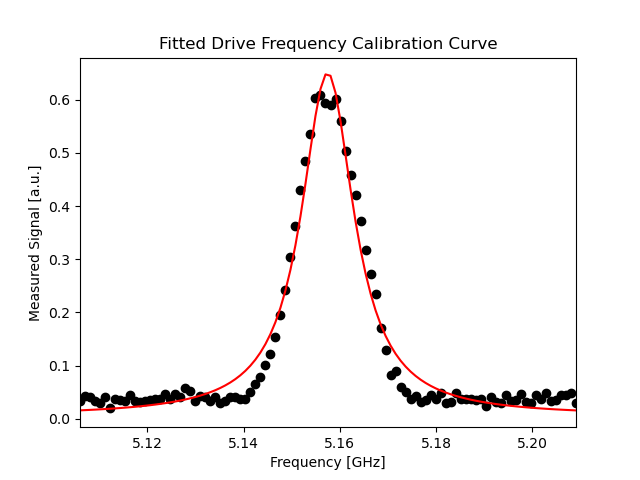 Fitted Drive Frequency Calibration Curve
Measured Signal [a.u.]
0.6
0.5
0.4
0.3
0.2
0.1
0.0
5.12 5.14 5.16 5.18 5.20
Frequency [GHz]